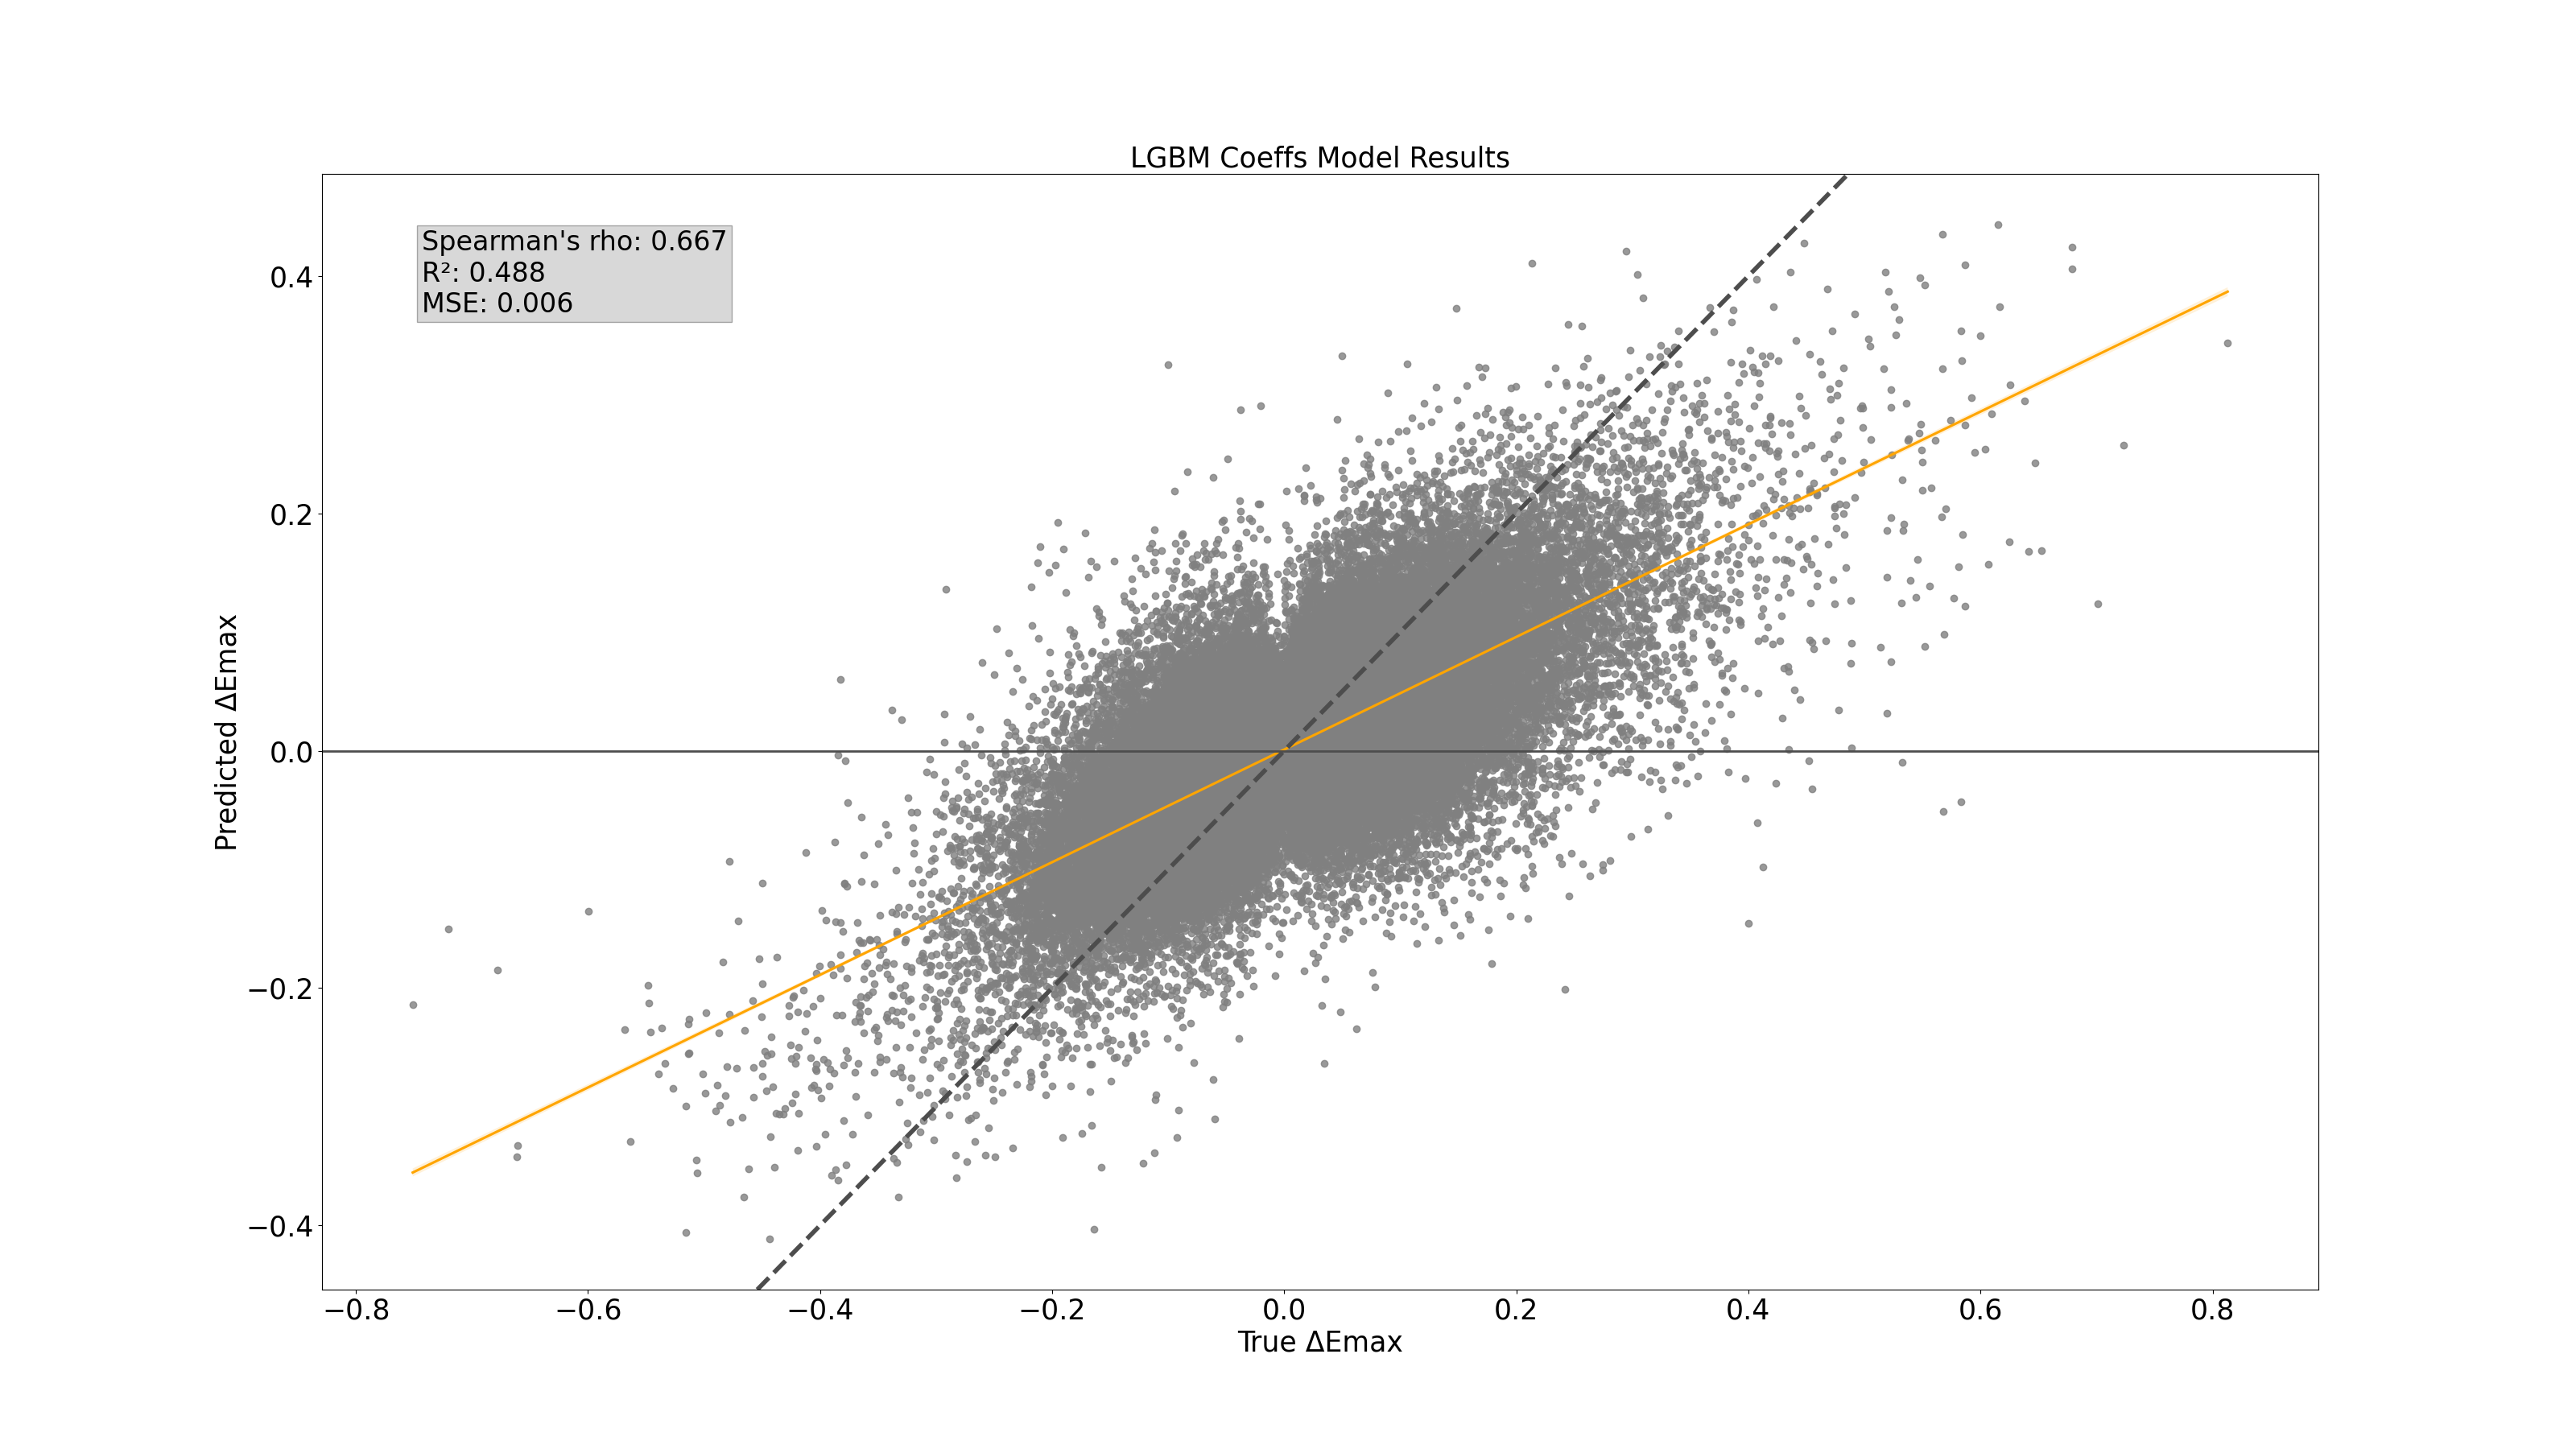 LGBM Coeffs Model Results
Spearman's rho: 0.667
R²: 0.488
MSE: 0.006
0.4
0.2
0.0
−0.2
−0.4
Predicted ΔEmax
−0.8 −0.6 −0.4 −0.2 0.0 0.2 0.4 0.6 0.8
True ΔEmax